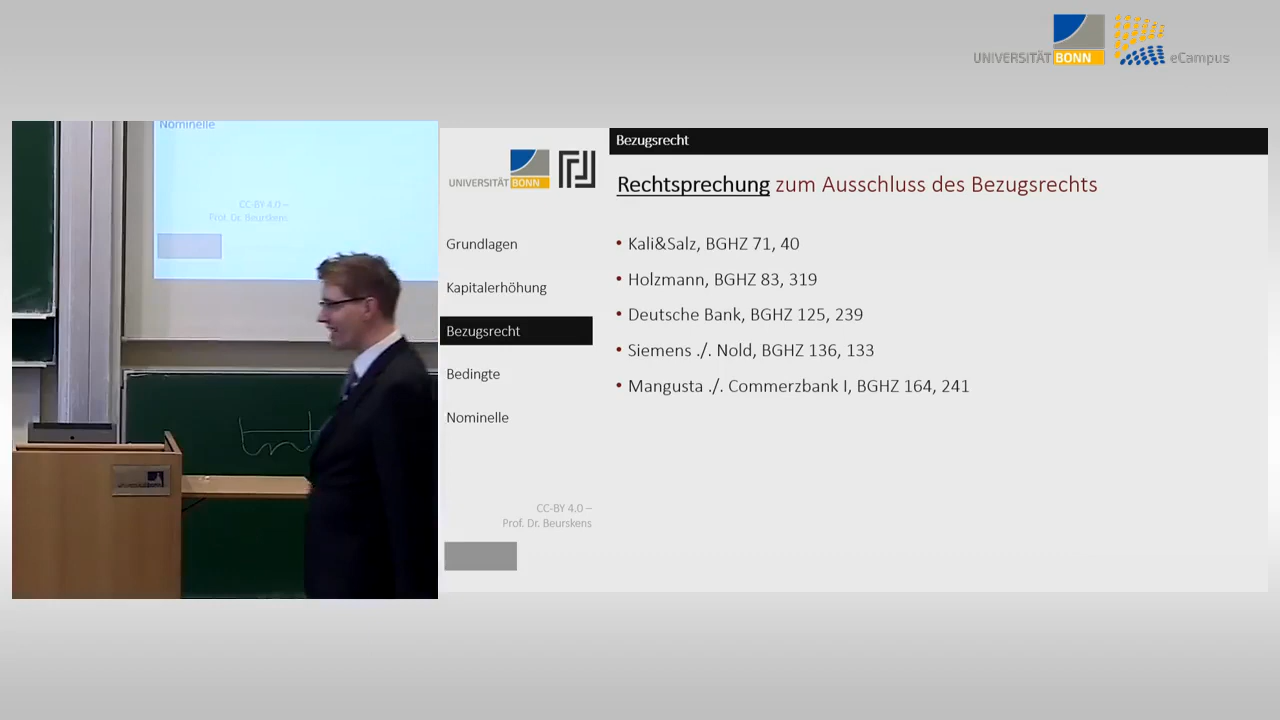 UNIVERSITÄT BONN eCampus
Nominelle
CC-BY 4.0 –
Prof. Dr. Beurskens
UNIVERSITÄT BONN
Grundlagen
Kapitalerhöhung
Bezugsrecht
Bedingte
Nominelle
CC-BY 4.0 –
Prof. Dr. Beurskens
Bezugsrecht
Rechtsprechung zum Ausschluss des Bezugsrechts
• Kali&Salz, BGHZ 71, 40
• Holzmann, BGHZ 83, 319
• Deutsche Bank, BGHZ 125, 239
• Siemens ./. Nold, BGHZ 136, 133
• Mangusta ./. Commerzbank I, BGHZ 164, 241